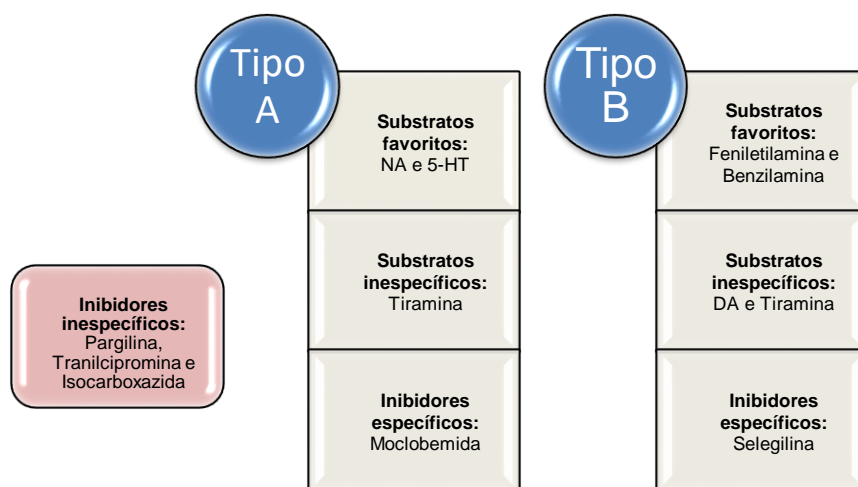 Tipo
A
Substratos
favoritos:
NA e 5-HT
Substratos
inespecíficos:
Tiramina
Inibidores
específicos:
Moclobemida
Tipo
B
Substratos
favoritos:
Feniletilamina e
Benzilamina
Substratos
inespecíficos:
DA e Tiramina
Inibidores
específicos:
Selegilina
Inibidores
inespecíficos:
Pargilina,
Tranilcipromina e
Isocarboxazida